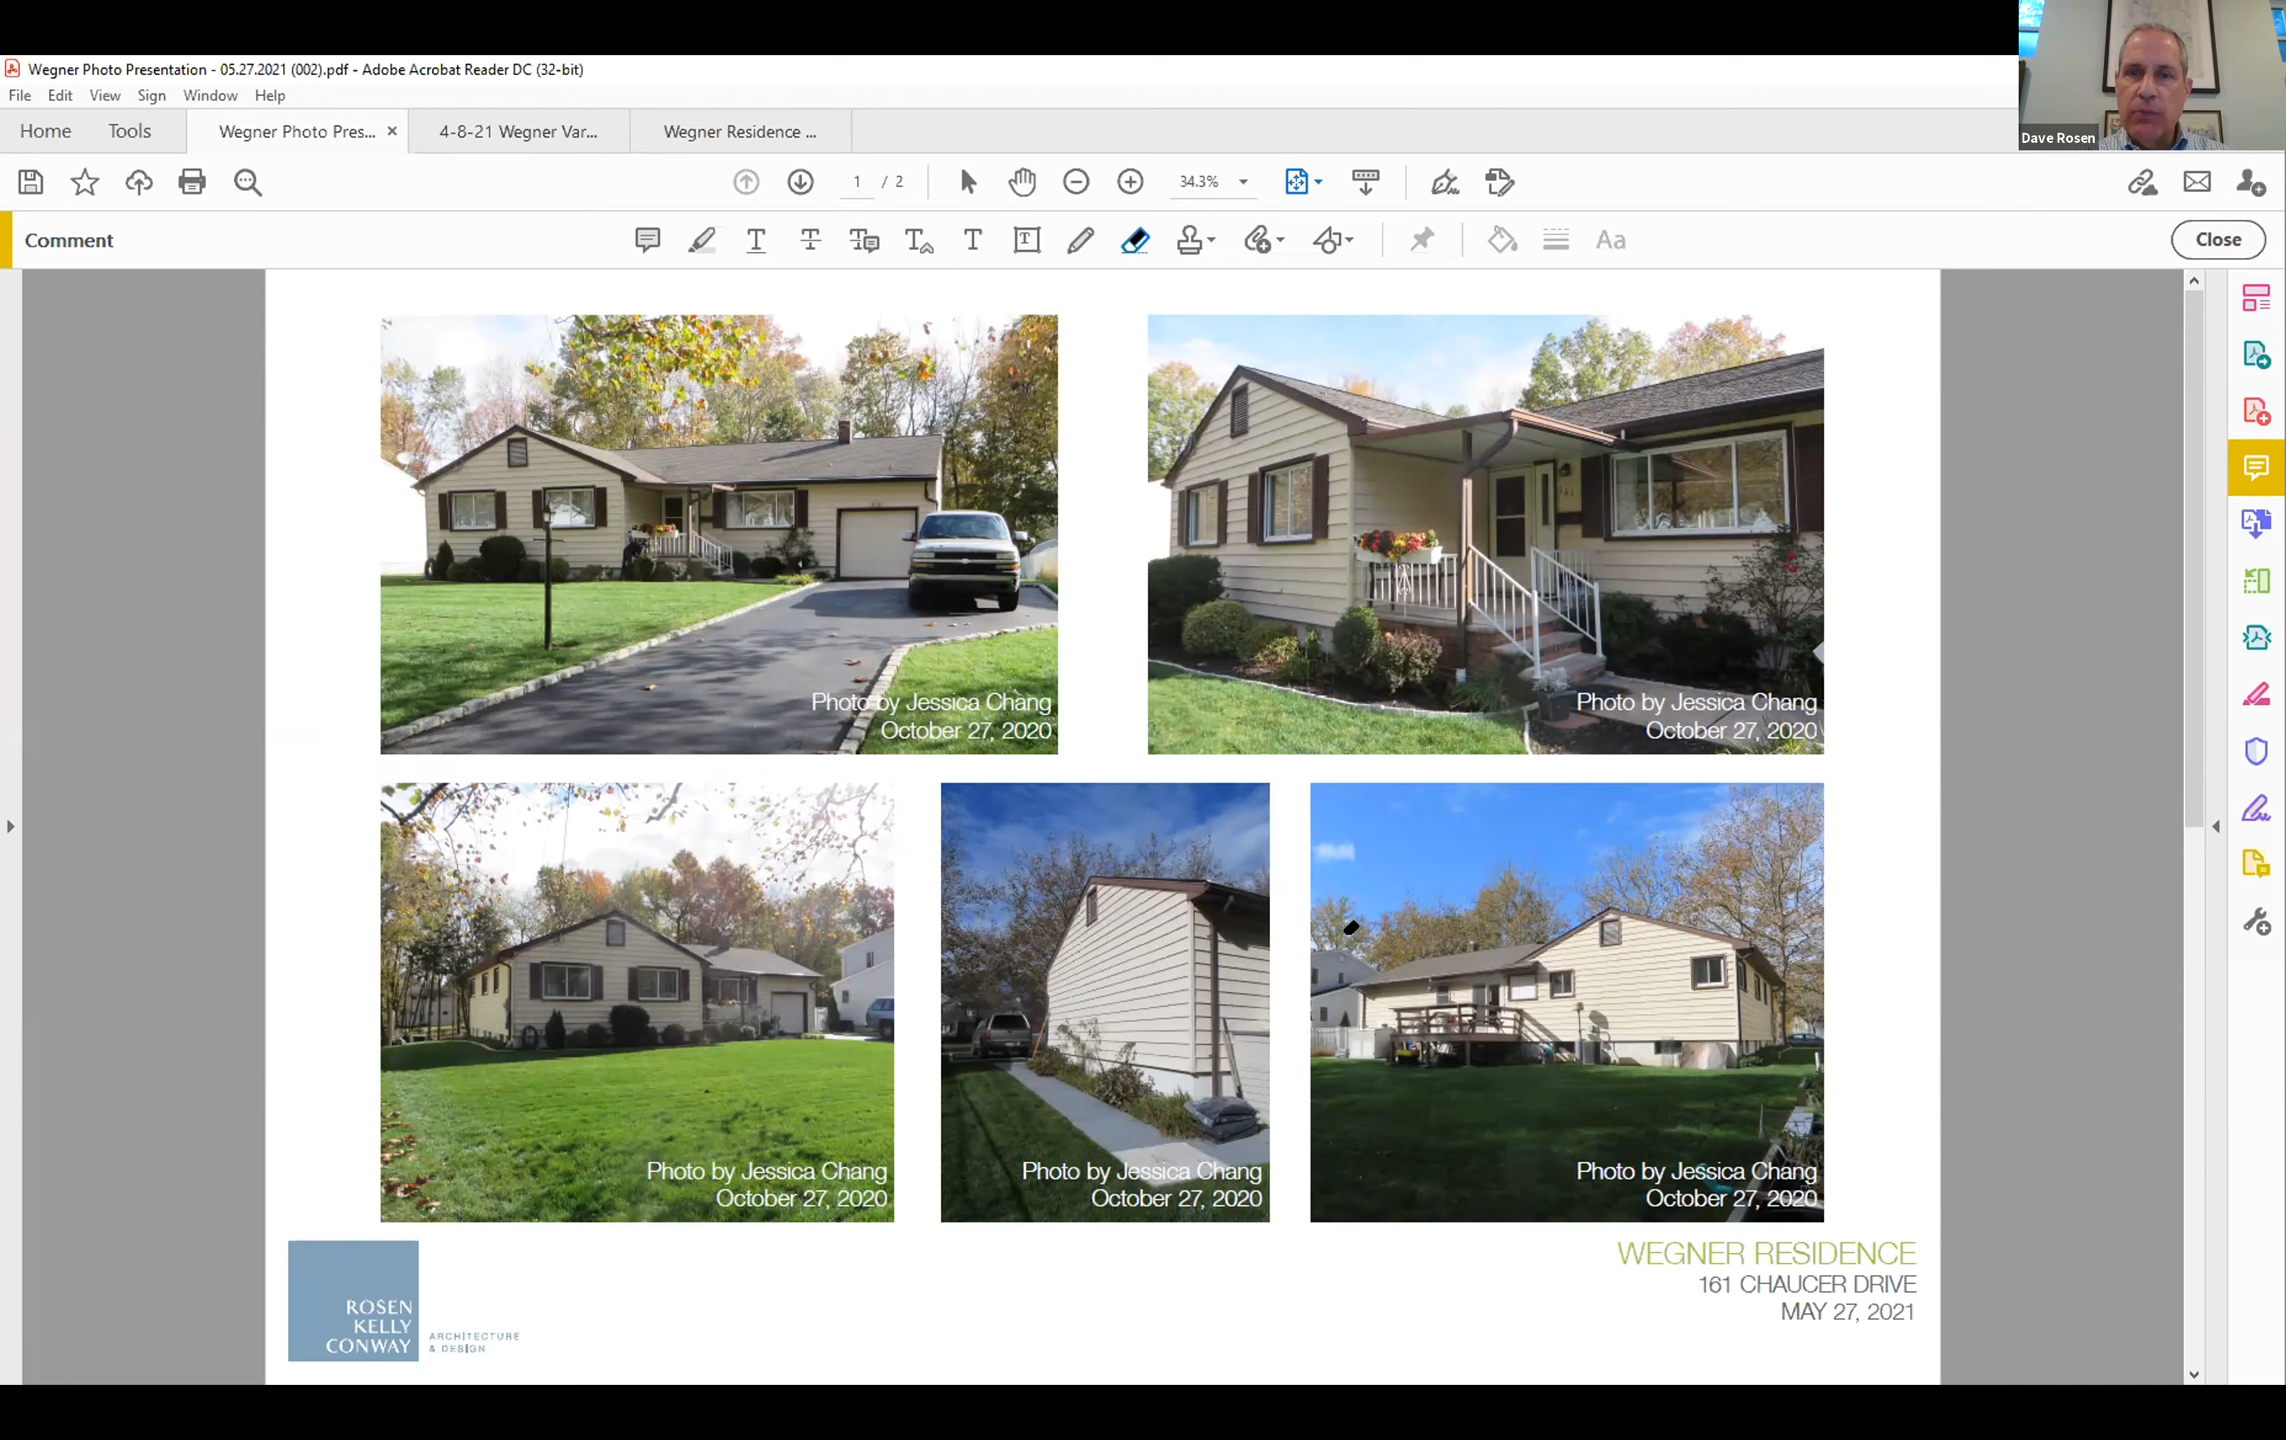 Wegner Photo Presentation - 05.27.2021 (002).pdf - Adobe Acrobat Reader DC (32-bit)
File Edit View Sign Window Help
Home Tools Wegner Photo Pres... 4-8-21 Wegner Var... Wegner Residence ...
Dave Rosen
1 / 2 34.3%
Comment Close
Photo by Jessica Chang
October 27, 2020
Photo by Jessica Chang
October 27, 2020
Photo by Jessica Chang
October 27, 2020
Photo by Jessica Chang
October 27, 2020
Photo by Jessica Chang
October 27, 2020
ROSEN
KELLY
CONWAY
ARCHITECTURE
& DESIGN
WEGNER RESIDENCE
161 CHAUCER DRIVE
MAY 27, 2021